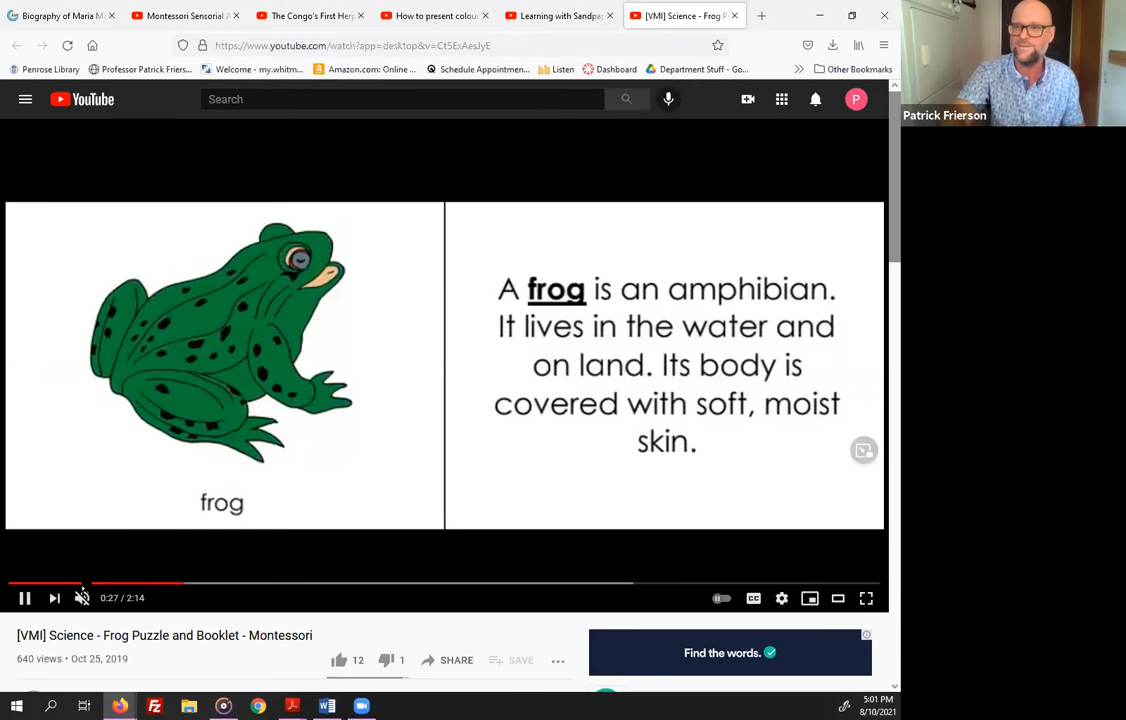 Biography of Maria M
Montessori Sensorial A
The Congo's First Herp
How to present colou
Learning with Sandpap
[VMI] Science - Frog P
https://www.youtube.com/watch?app=desktop&v=Ct5ExAesJyE
Penrose Library
Professor Patrick Friers...
Welcome - my.whitm...
Amazon.com: Online ...
Schedule Appointmen...
Listen
Dashboard
Department Stuff - Go...
Other Bookmarks
YouTube
Search
P
Patrick Frierson
A frog is an amphibian.
It lives in the water and
on land. Its body is
covered with soft, moist
skin.
frog
0:27 / 2:14
CC
[VMI] Science - Frog Puzzle and Booklet - Montessori
640 views • Oct 25, 2019
12
1
SHARE
SAVE
Find the words.
5:01 PM
8/10/2021